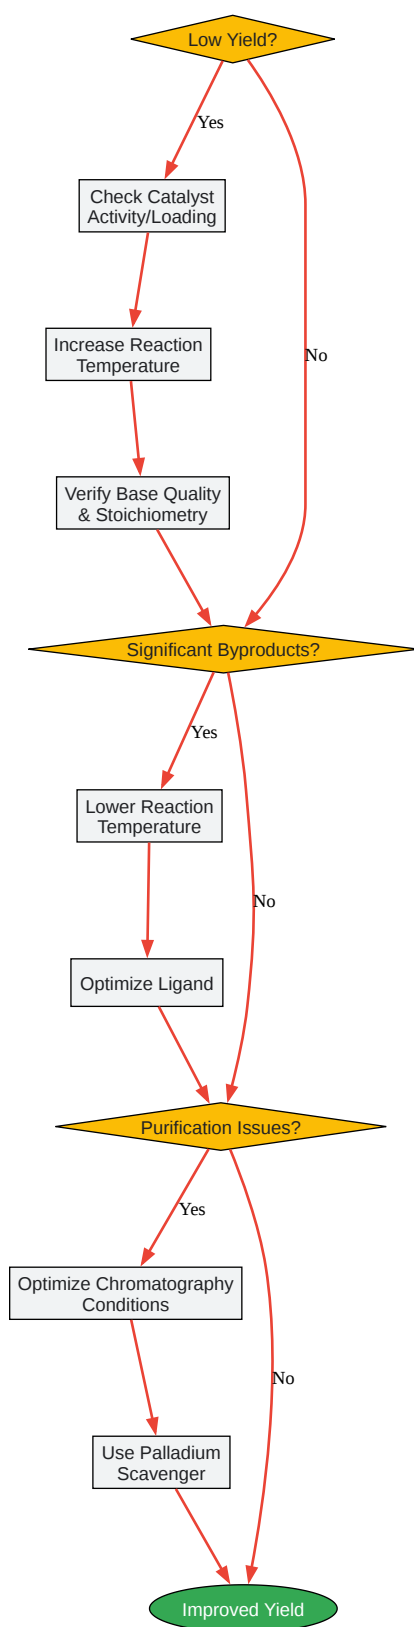 Low Yield?
Yes
Check Catalyst
Activity/Loading
Increase Reaction
Temperature
No
Verify Base Quality
& Stoichiometry
Significant Byproducts?
Yes
Lower Reaction
Temperature
No
Optimize Ligand
Purification Issues?
Yes
Optimize Chromatography
Conditions
No
Use Palladium
Scavenger
Improved Yield